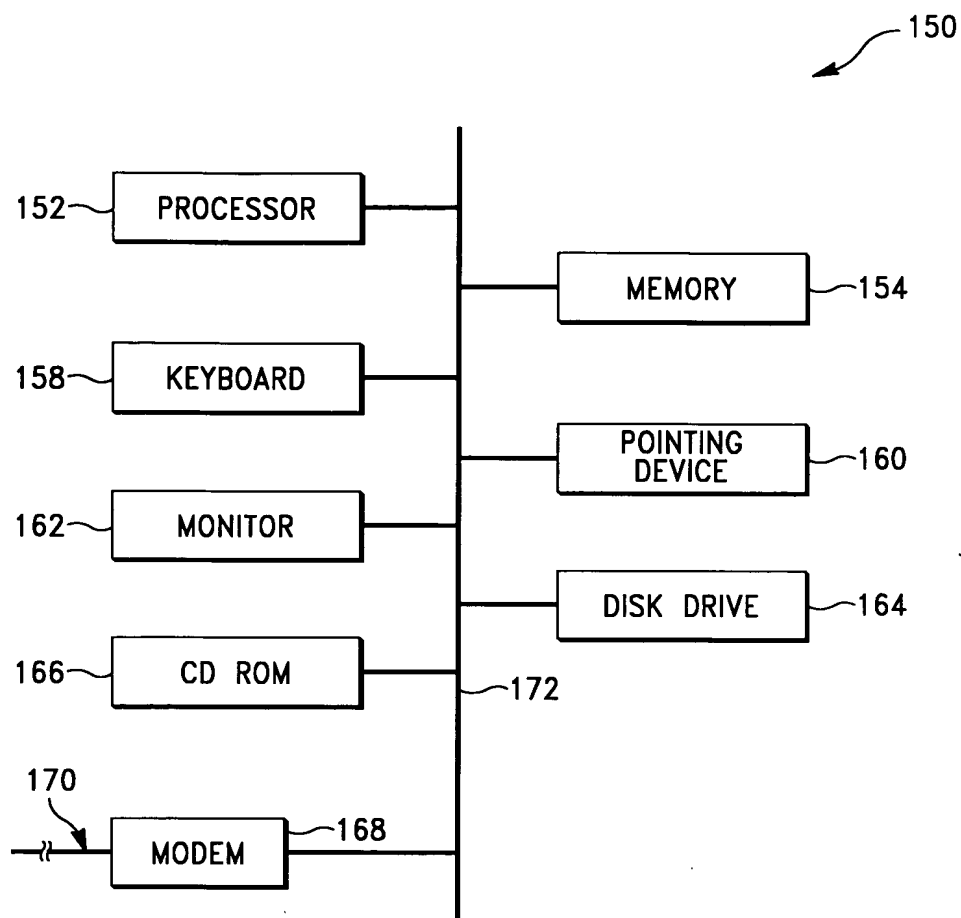 150
152 PROCESSOR
MEMORY 154
158 KEYBOARD
POINTING
DEVICE 160
162 MONITOR
DISK DRIVE 164
166 CD ROM
172
170
168
MODEM